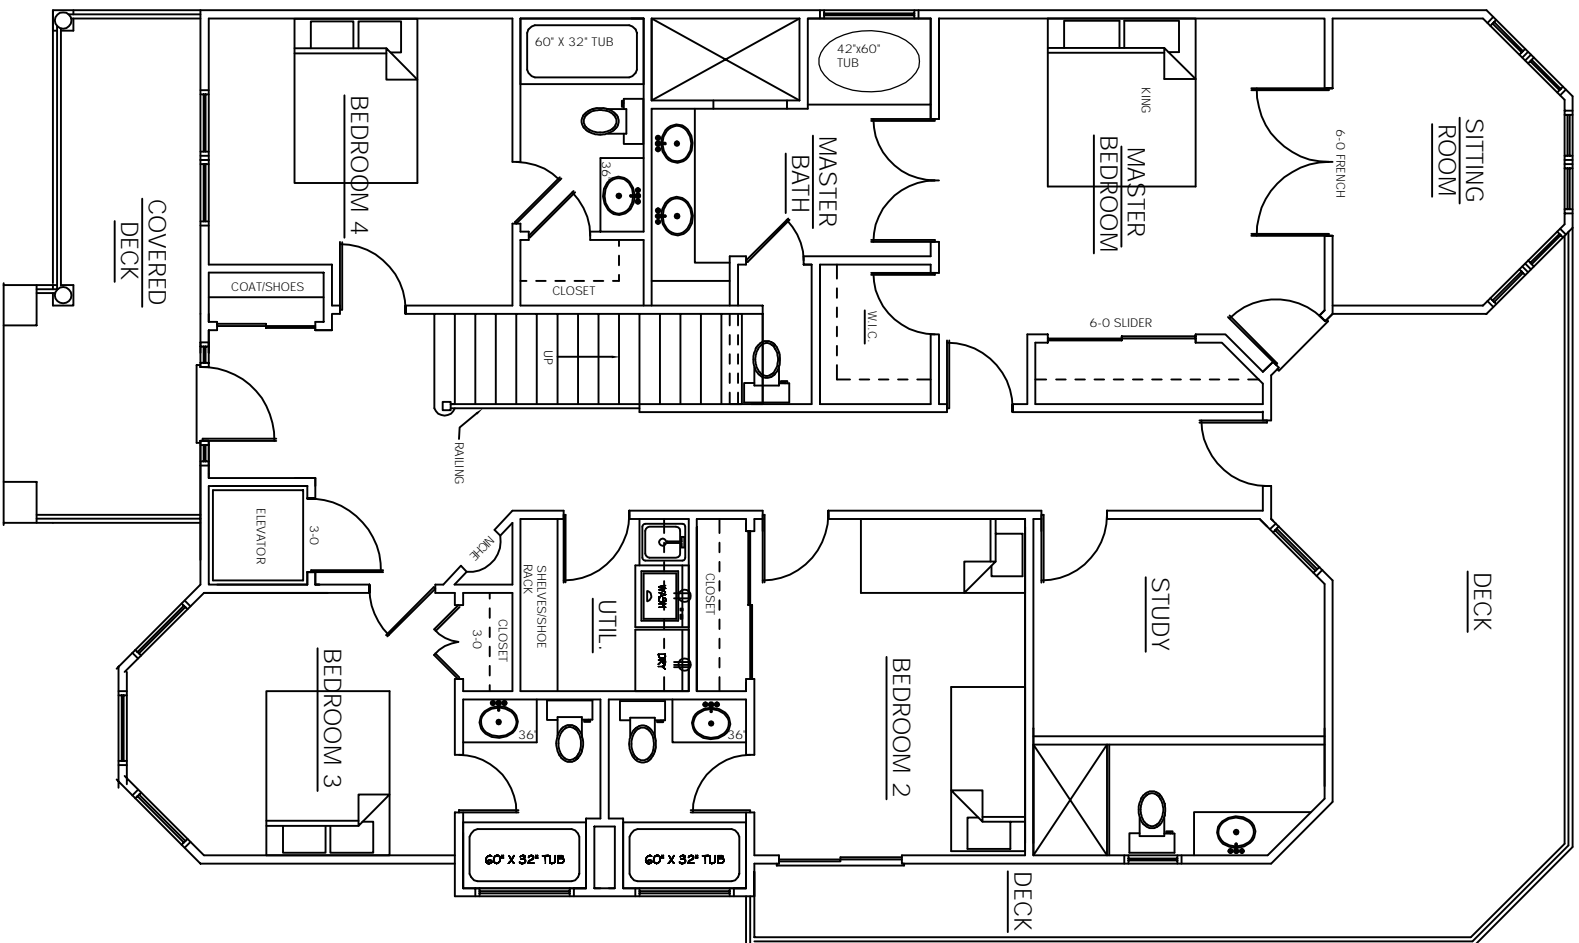 60" X 32" TUB
42"x60"
TUB
KING
6-0 FRENCH
SITTING
ROOM
BEDROOM 4
36"
MASTER
BATH
MASTER
BEDROOM
COVERED
DECK
COAT/SHOES
CLOSET
W.I.C.
6-0 SLIDER
UP
RAILING
ELEVATOR
3-0
NICHE
SHELVES/SHOE
RACK
UTIL.
WASH
DRY
CLOSET
CLOSET
3-0
STUDY
DECK
BEDROOM 3
36"
36"
BEDROOM 2
60" X 32" TUB
60" X 32" TUB
DECK